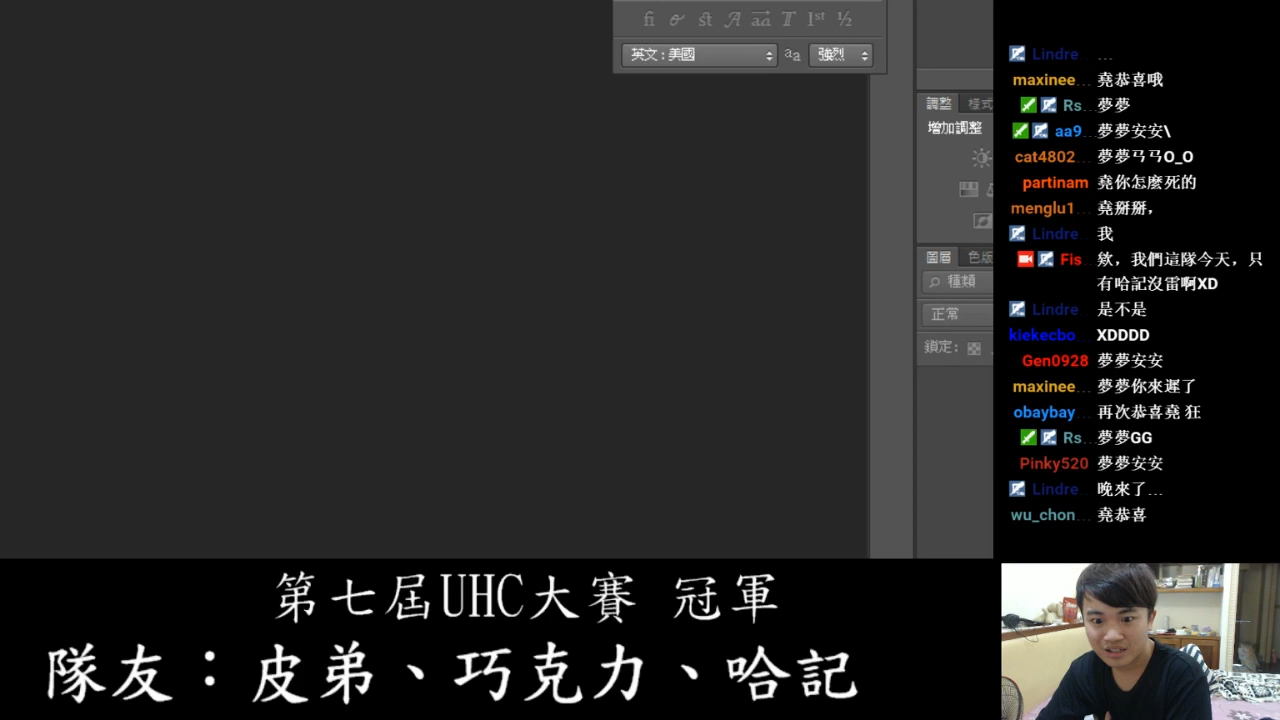 fi st A aa T 1st ½
英文：美國 aa 強烈
調整 程式
增加調整
圖層 色版
種類
正常
鎖定：
Lindre... ...
maxinee... 堯恭喜哦
Rs... 夢夢
aa9... 夢夢安安\
cat4802... 夢夢ㄢㄢO_O
partinam 堯你怎麼死的
menglu1... 堯掰掰，
Lindre... 我
Fis... 欸，我們這隊今天，只
有哈記沒雷啊XD
Lindre... 是不是
kiekecbo... XDDDD
Gen0928 夢夢安安
maxinee... 夢夢你來遲了
obaybay... 再次恭喜堯 狂
Rs... 夢夢GG
Pinky520 夢夢安安
Lindre... 晚來了...
wu_chon... 堯恭喜
第七屆UHC大賽 冠軍
隊友：皮弟、巧克力、哈記